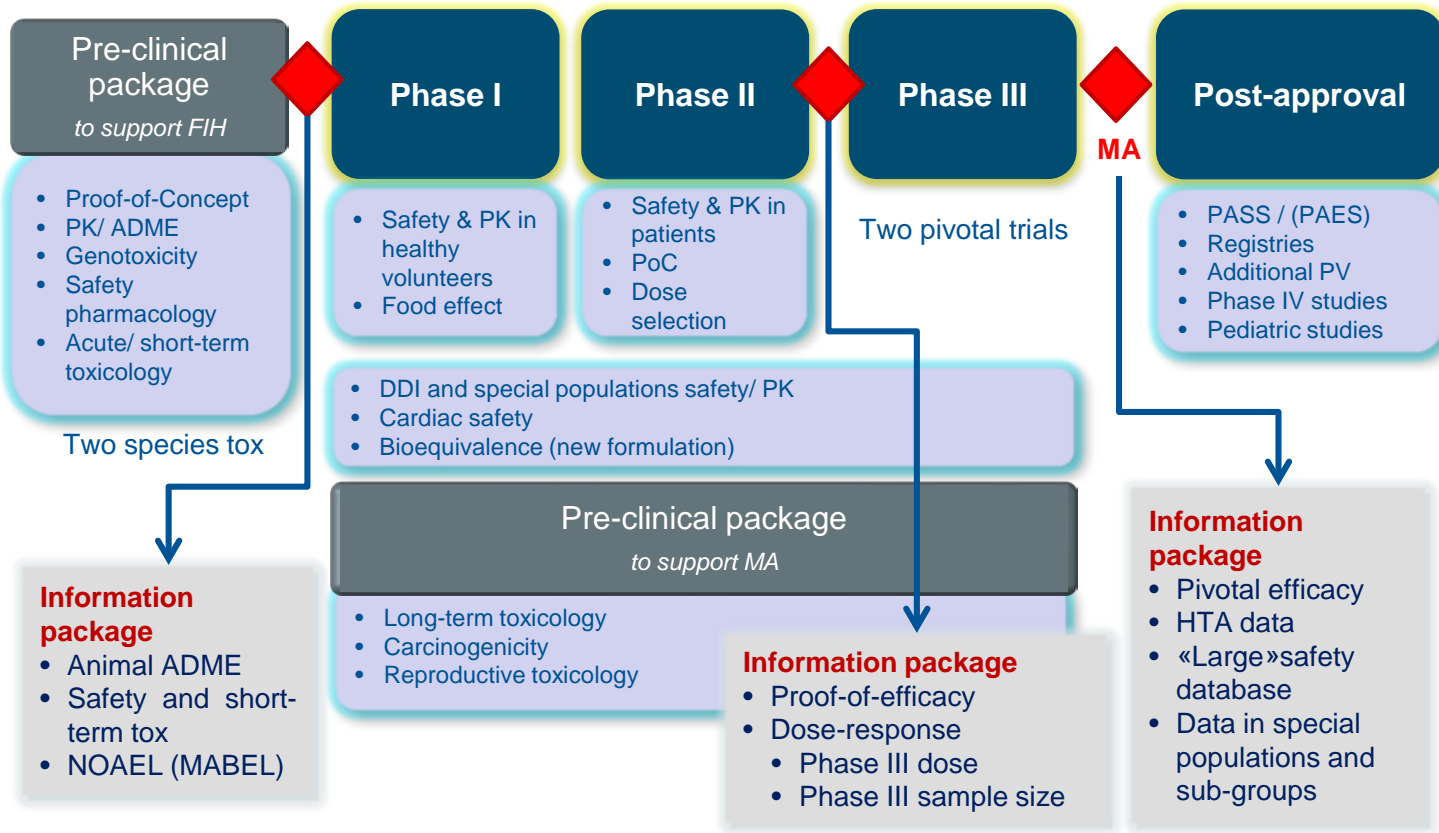 Pre-clinical
package
to support FIH
Phase I
Phase II
Phase III
MA
Post-approval
• Proof-of-Concept
• PK/ ADME
• Genotoxicity
• Safety
pharmacology
• Acute/ short-term
toxicology
Two species tox
• Safety & PK in
healthy
volunteers
• Food effect
• Safety & PK in
patients
• PoC
• Dose
selection
Two pivotal trials
• PASS / (PAES)
• Registries
• Additional PV
• Phase IV studies
• Pediatric studies
• DDI and special populations safety/ PK
• Cardiac safety
• Bioequivalence (new formulation)
Pre-clinical package
to support MA
• Long-term toxicology
• Carcinogenicity
• Reproductive toxicology
Information
package
• Animal ADME
• Safety and short-
term tox
• NOAEL (MABEL)
Information package
• Proof-of-efficacy
• Dose-response
• Phase III dose
• Phase III sample size
Information
package
• Pivotal efficacy
• HTA data
• «Large»safety
database
• Data in special
populations and
sub-groups